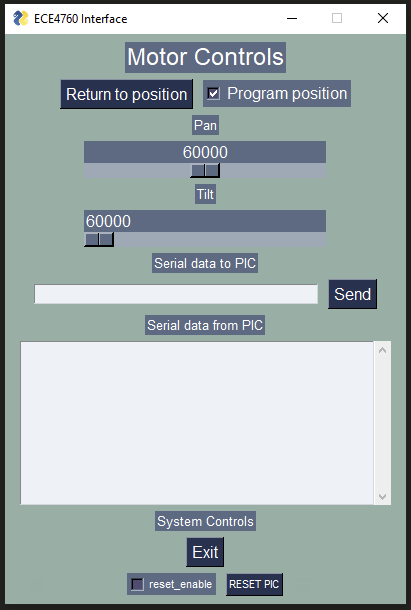 ECE4760 Interface
Motor Controls
Return to position Program position
Pan
60000
Tilt
60000
Serial data to PIC
Send
Serial data from PIC
System Controls
Exit
reset_enable RESET PIC